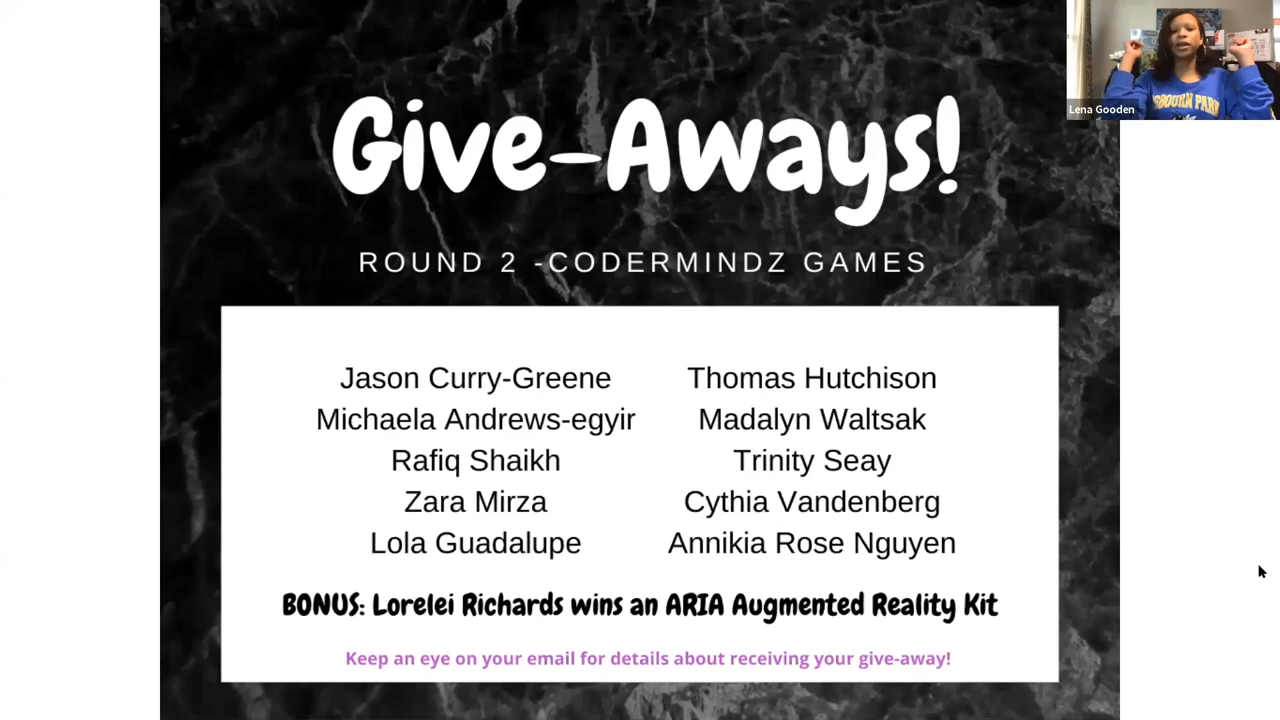 Give-Aways!
ROUND 2 -CODERMINDZ GAMES
Jason Curry-Greene
Michaela Andrews-egyir
Rafiq Shaikh
Zara Mirza
Lola Guadalupe
Thomas Hutchison
Madalyn Waltsak
Trinity Seay
Cythia Vandenberg
Annikia Rose Nguyen
BONUS: Lorelei Richards wins an ARIA Augmented Reality Kit
Keep an eye on your email for details about receiving your give-away!
Lena Gooden
PARK